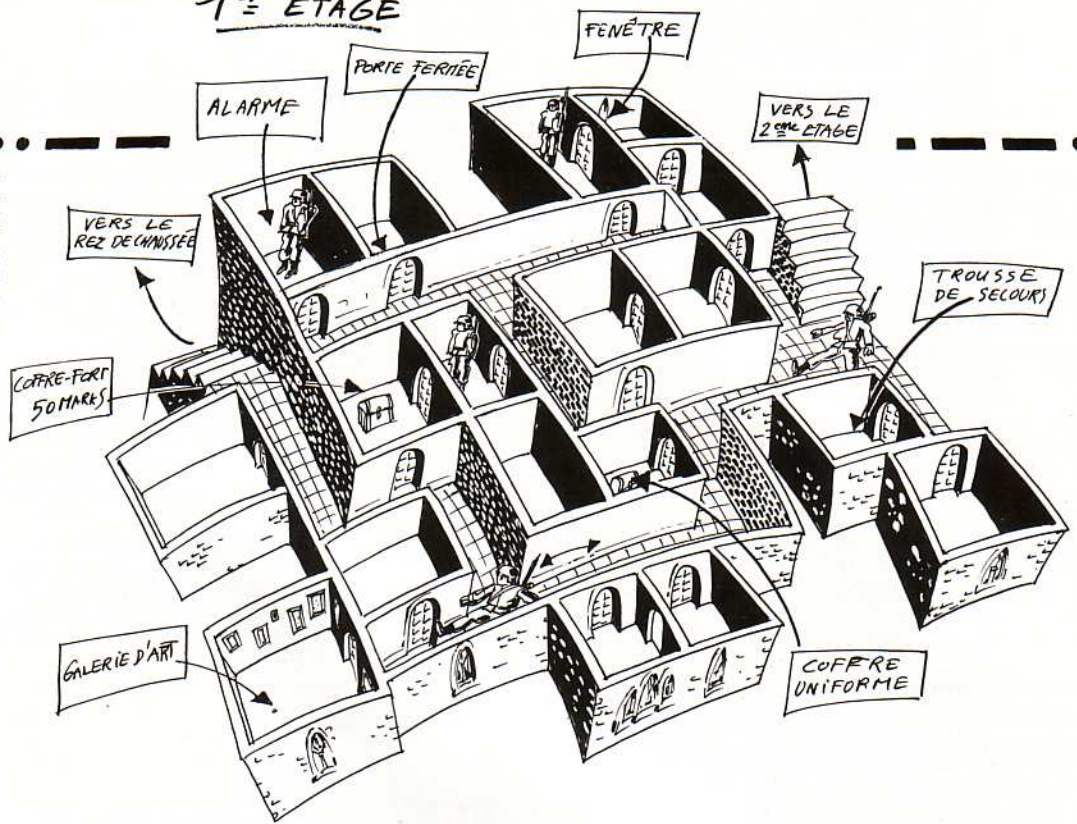 1er ETAGE
FENÊTRE
PORTE FERMÉE
ALARME
VERS LE
2ème ETAGE
VERS LE
REZ DE CHAUSSÉE
TROUSSE
DE SECOURS
COFFRE-FORT
50 MARKS
GALERIE D'ART
COFFRE
UNIFORME